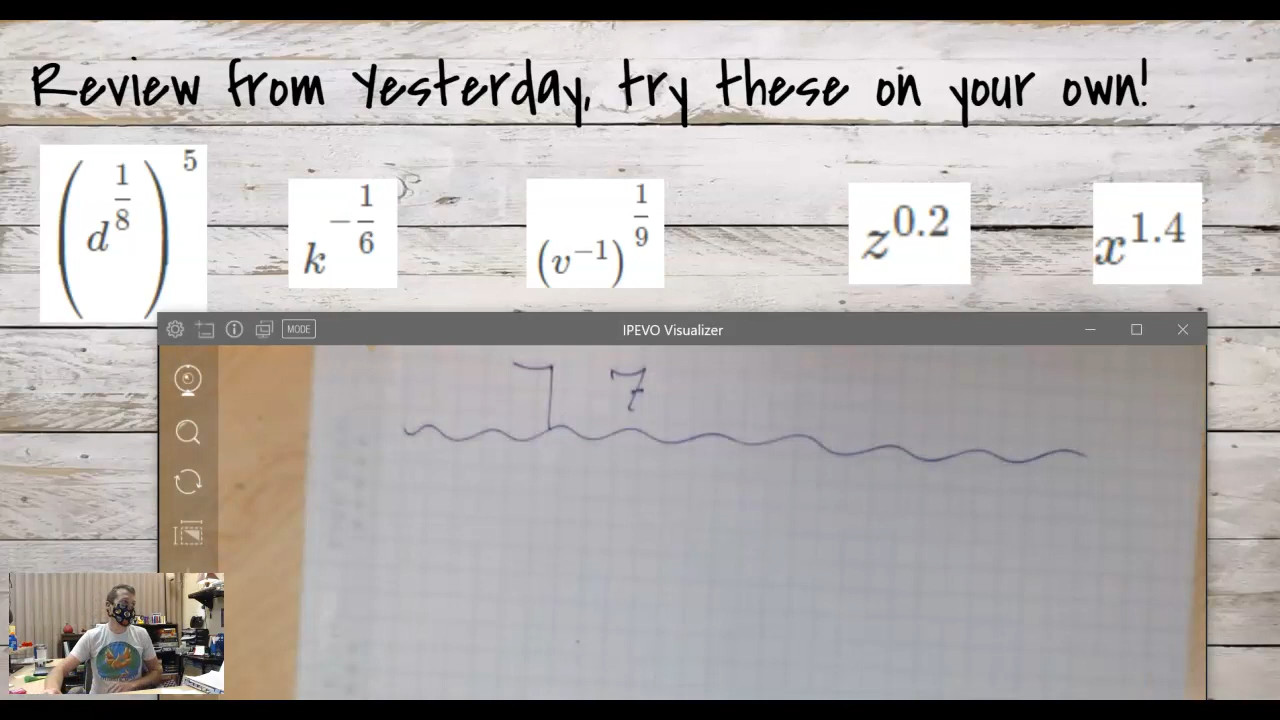 Review from Yesterday, try these on your own!
(d^{1/8})^5 k^{-1/6} (v^{-1})^{1/9} z^{0.2} x^{1.4}
MODE IPEVO Visualizer
7 7